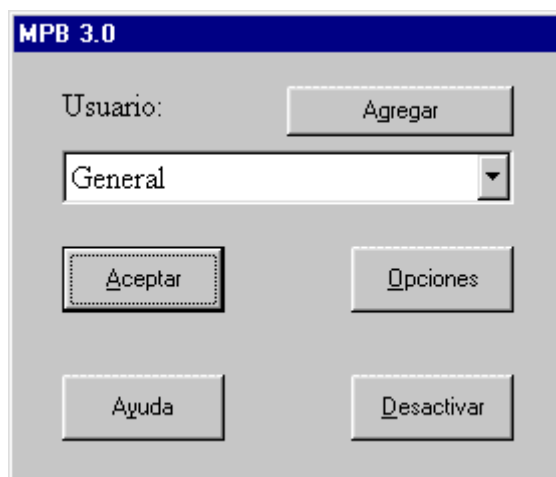 MPB 3.0
Usuario:
Agregar
General
Aceptar
Opciones
Ayuda
Desactivar